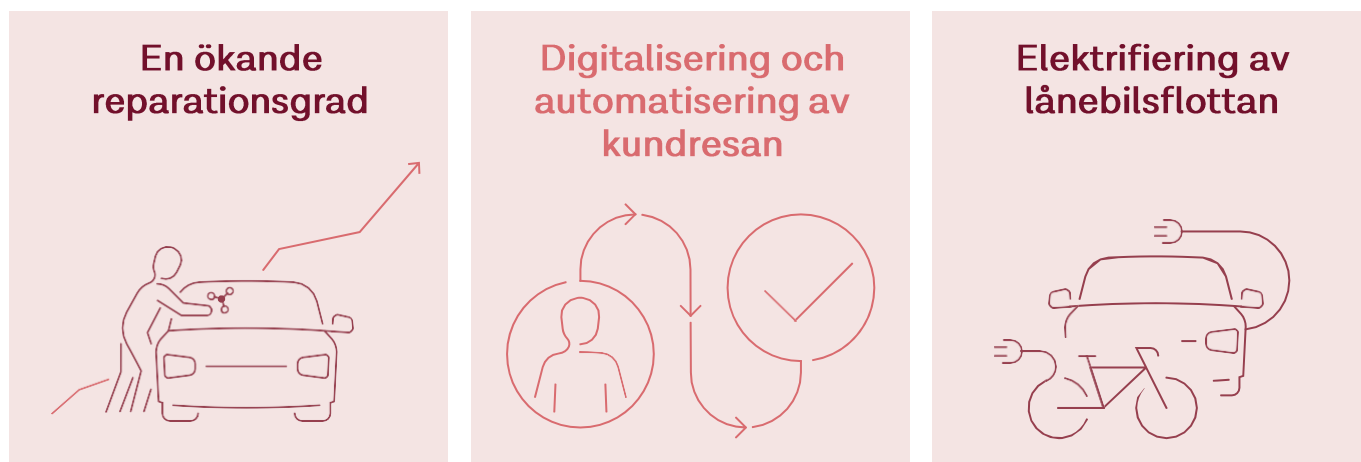 En ökande
reparationsgrad
Digitalisering och
automatisering av
kundresan
Elektrifiering av
lånebilsflottan